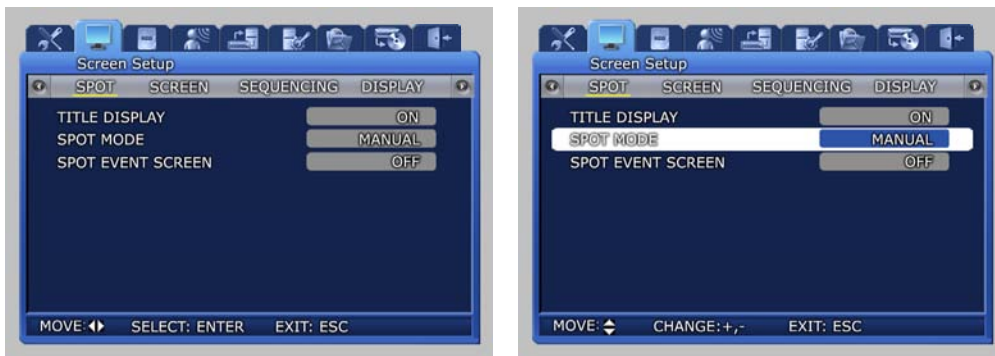 Screen Setup
SPOT SCREEN SEQUENCING DISPLAY
TITLE DISPLAY ON
SPOT MODE MANUAL
SPOT EVENT SCREEN OFF
MOVE: SELECT: ENTER EXIT: ESC
Screen Setup
SPOT SCREEN SEQUENCING DISPLAY
TITLE DISPLAY ON
SPOT MODE MANUAL
SPOT EVENT SCREEN OFF
MOVE: CHANGE:+,- EXIT: ESC